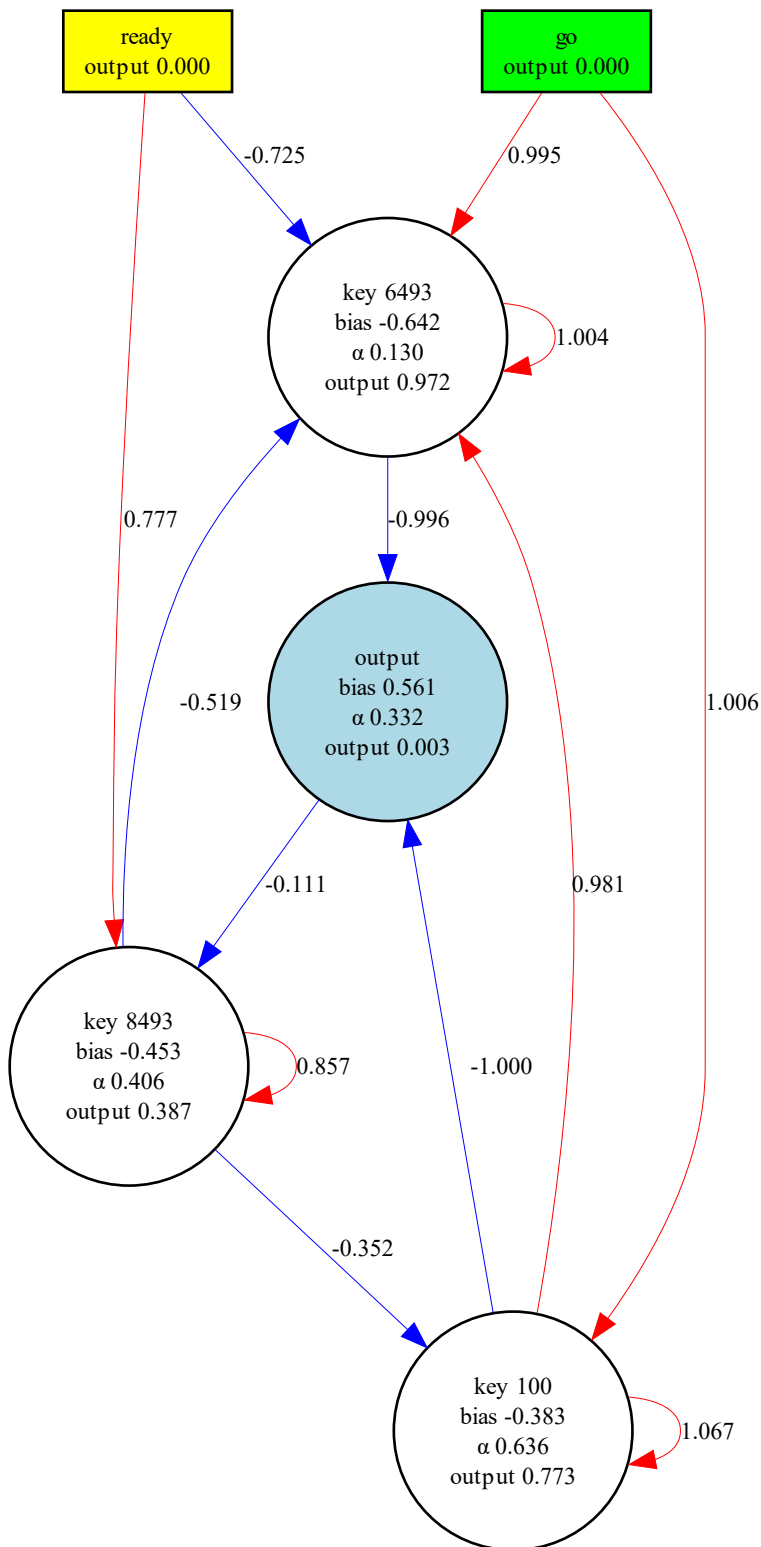 ready
output 0.000
go
output 0.000
-0.725
0.995
key 6493
bias -0.642
α 0.130
output 0.972
1.004
0.777
-0.996
output
bias 0.561
α 0.332
output 0.003
-0.519
1.006
-0.111
0.981
key 8493
bias -0.453
α 0.406
output 0.387
0.857
-1.000
-0.352
key 100
bias -0.383
α 0.636
output 0.773
1.067